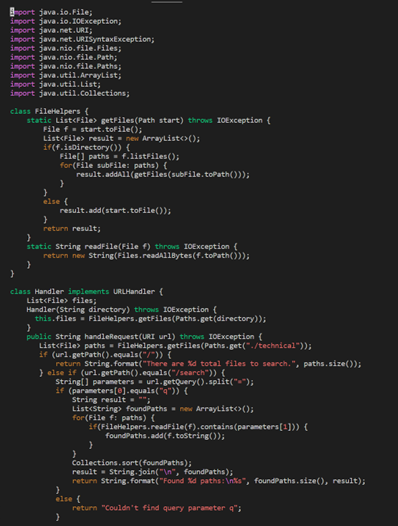 import java.io.File;
import java.io.IOException;
import java.net.URI;
import java.net.URISyntaxException;
import java.nio.file.Files;
import java.nio.file.Path;
import java.nio.file.Paths;
import java.util.ArrayList;
import java.util.List;
import java.util.Collections;

class FileHelpers {
    static List<File> getFiles(Path start) throws IOException {
        File f = start.toFile();
        List<File> result = new ArrayList<>();
        if(f.isDirectory()) {
            File[] paths = f.listFiles();
            for(File subFile: paths) {
                result.addAll(getFiles(subFile.toPath()));
            }
        }
        else {
            result.add(start.toFile());
        }
        return result;
    }
    static String readFile(File f) throws IOException {
        return new String(Files.readAllBytes(f.toPath()));
    }
}

class Handler implements URLHandler {
    List<File> files;
    Handler(String directory) throws IOException {
      this.files = FileHelpers.getFiles(Paths.get(directory));
    }
    public String handleRequest(URI url) throws IOException {
       List<File> paths = FileHelpers.getFiles(Paths.get("./technical"));
       if (url.getPath().equals("/")) {
           return String.format("There are %d total files to search.", paths.size());
       } else if (url.getPath().equals("/search")) {
           String[] parameters = url.getQuery().split("=");
           if (parameters[0].equals("q")) {
               String result = "";
               List<String> foundPaths = new ArrayList<>();
               for(File f: paths) {
                   if(FileHelpers.readFile(f).contains(parameters[1])) {
                       foundPaths.add(f.toString());
                   }
               }
               Collections.sort(foundPaths);
               result = String.join("\n", foundPaths);
               return String.format("Found %d paths:\n%s", foundPaths.size(), result);
           }
           else {
               return "Couldn't find query parameter q";
           }